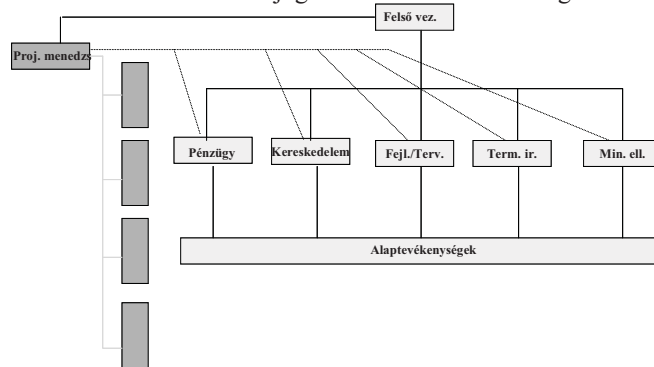 Felső vez.
Proj. menedzs
Pénzügy
Kereskedelem
Fejl./Terv.
Term. ir.
Min. ell.
Alaptevékenységek